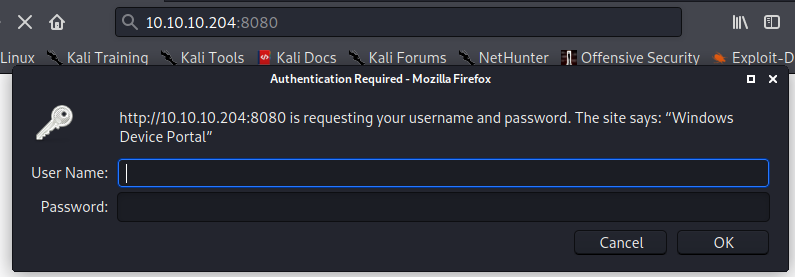 10.10.10.204:8080
Linux Kali Training Kali Tools Kali Docs Kali Forums NetHunter Offensive Security Exploit-D
Authentication Required - Mozilla Firefox
http://10.10.10.204:8080 is requesting your username and password. The site says: “Windows
Device Portal”
User Name:
Password:
Cancel OK